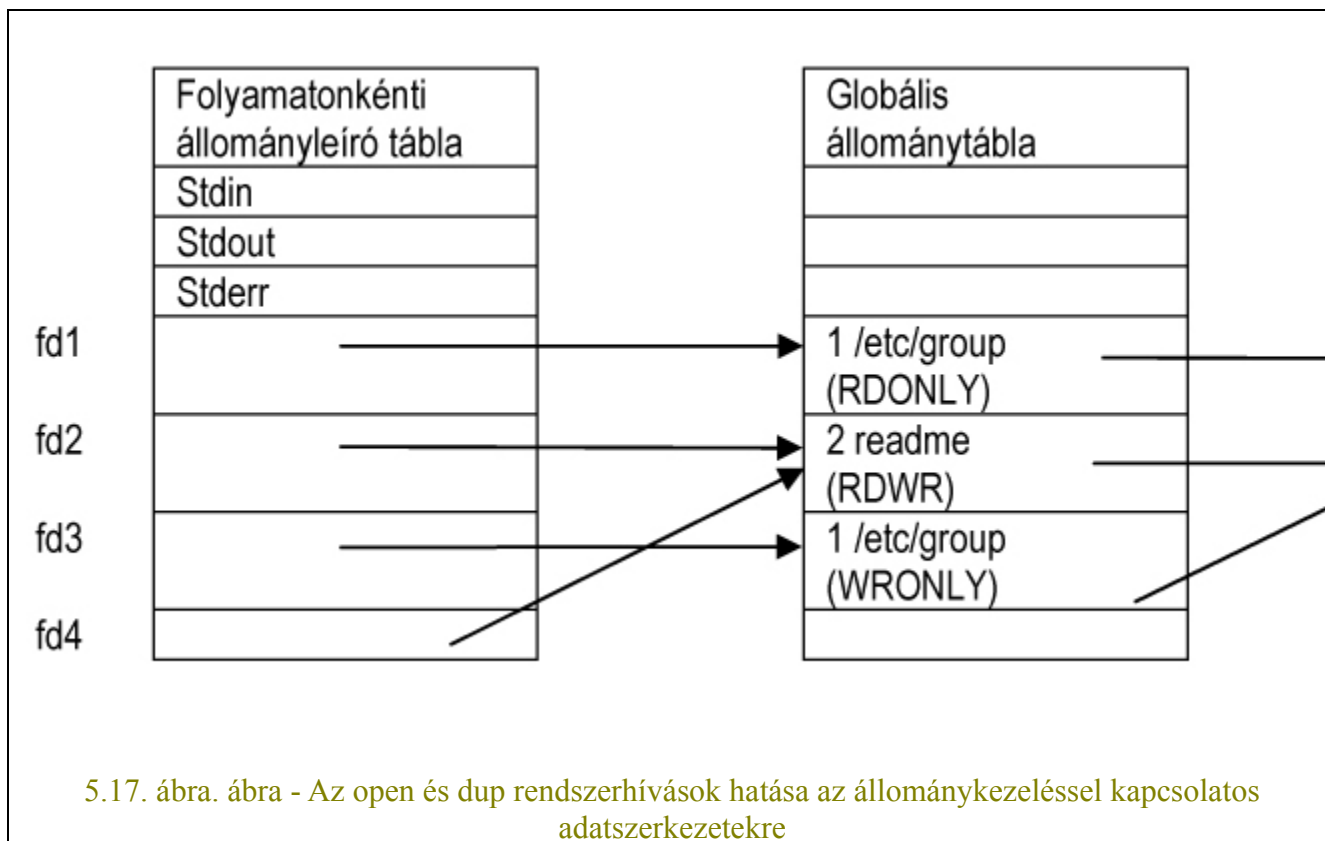 Folyamatonkénti
állományleíró tábla
Stdin
Stdout
Stderr
fd1
fd2
fd3
fd4
Globális
állománytábla
1 /etc/group
(RDONLY)
2 readme
(RDWR)
1 /etc/group
(WRONLY)
5.17. ábra. ábra - Az open és dup rendszerhívások hatása az állománykezeléssel kapcsolatos
adatszerkezetekre